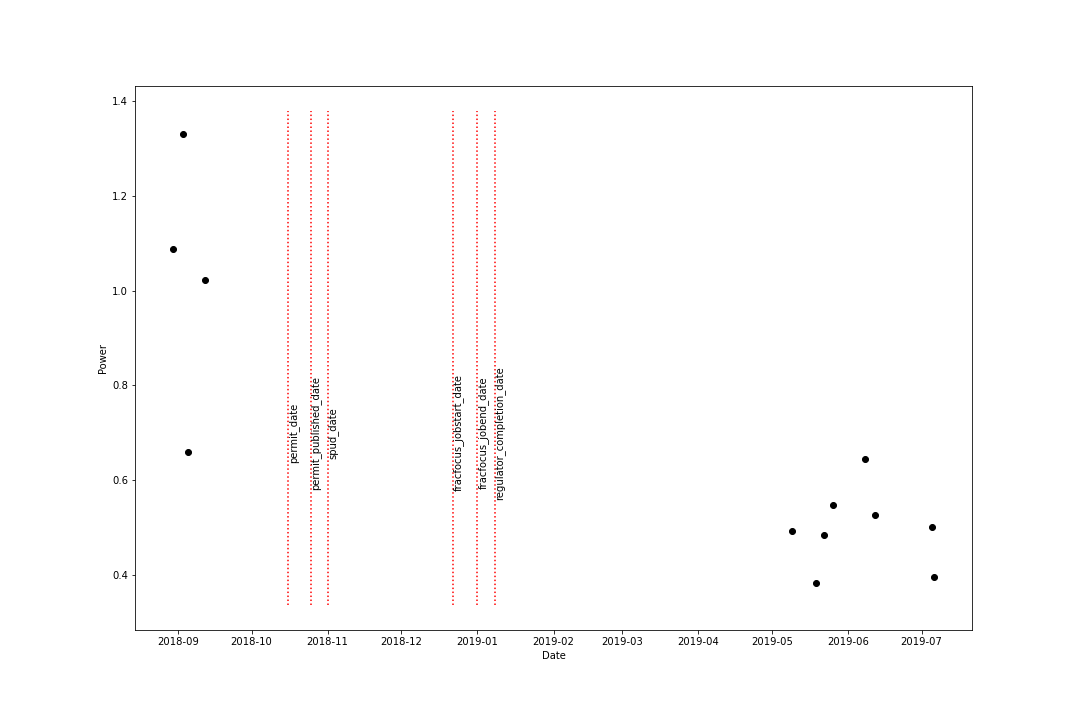 1.4
1.2
1.0
0.8
0.6
0.4
Power
permit_date
permit_published_date
spud_date
fracfocus_jobstart_date
fracfocus_jobend_date
regulator_completion_date
2018-09 2018-10 2018-11 2018-12 2019-01 2019-02 2019-03 2019-04 2019-05 2019-06 2019-07
Date